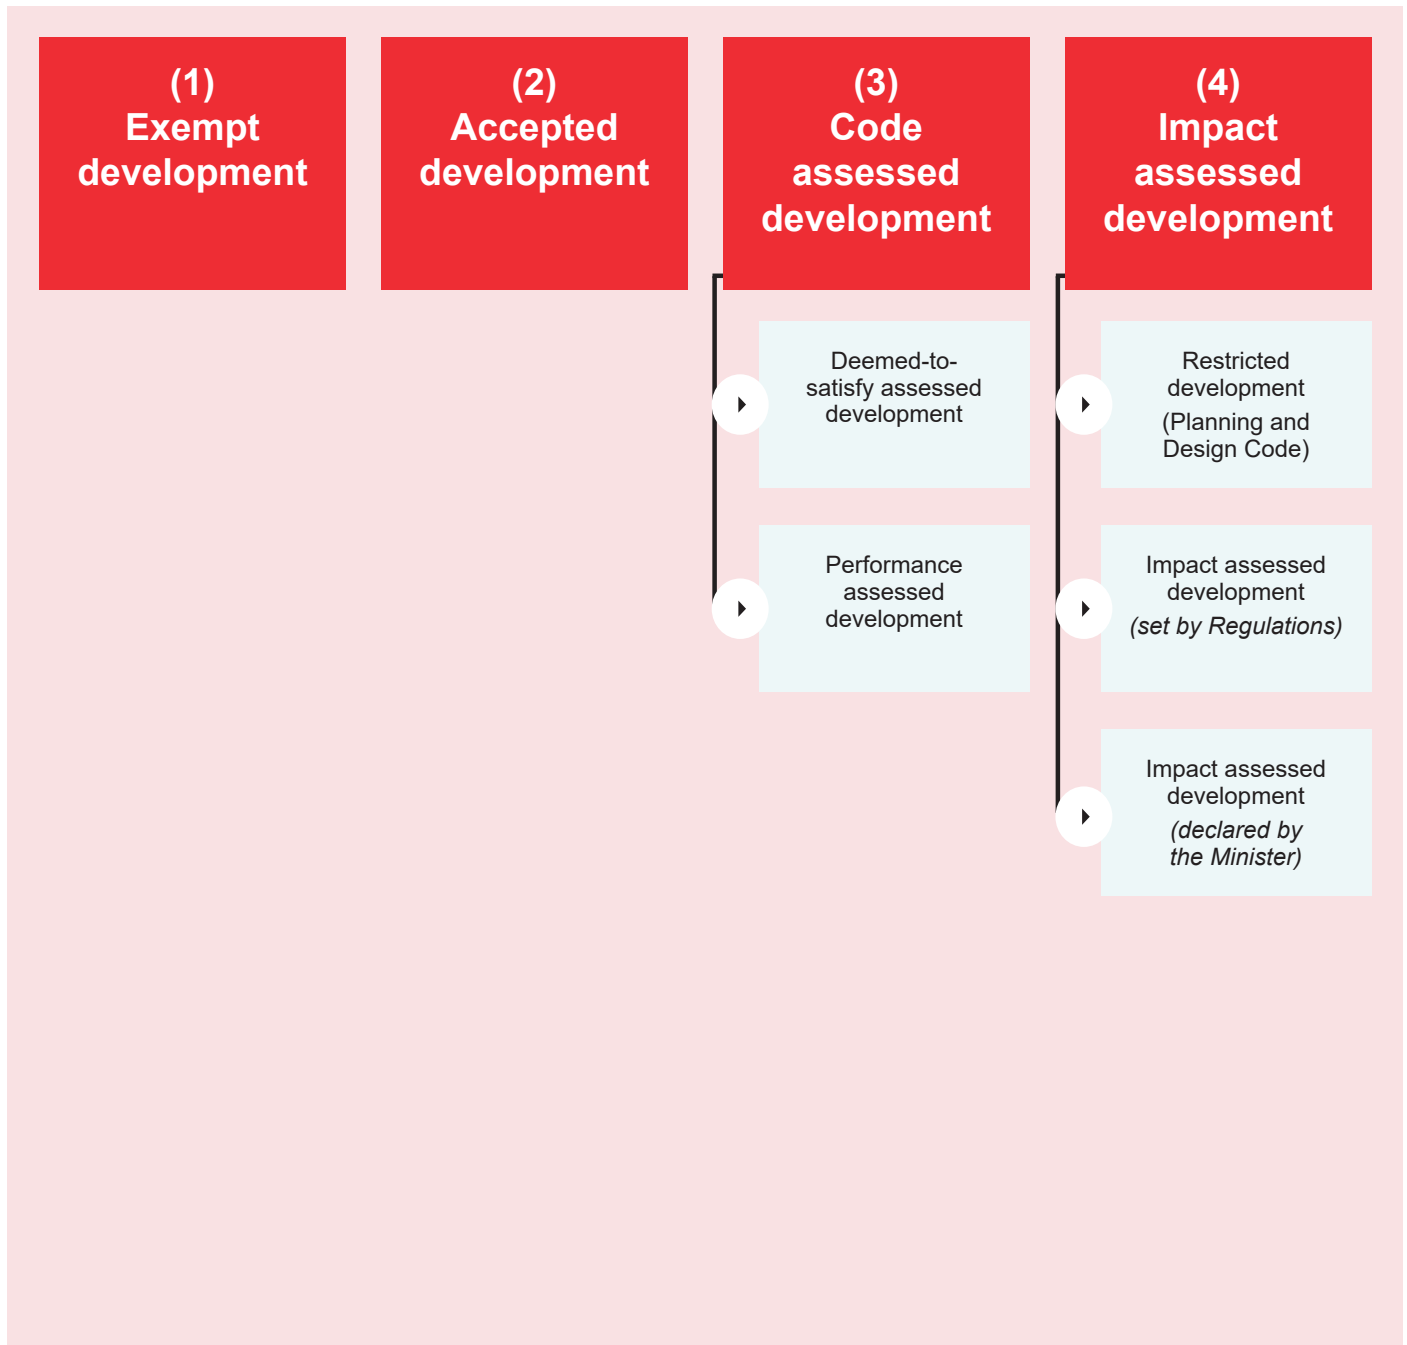 (1)
Exempt
development
(2)
Accepted
development
(3)
Code
assessed
development
Deemed-to-
satisfy assessed
development
Performance
assessed
development
(4)
Impact
assessed
development
Restricted
development
(Planning and
Design Code)
Impact assessed
development
(set by Regulations)
Impact assessed
development
(declared by
the Minister)